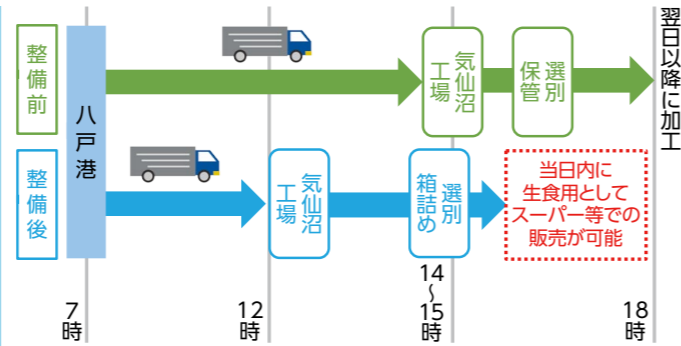 整備前
八戸港
気仙沼
工場
選別
保管
翌日以降に加工
整備後
気仙沼
工場
選別
箱詰め
当日内に
生食用として
スーパー等での
販売が可能
7時
12時
14～15時
18時